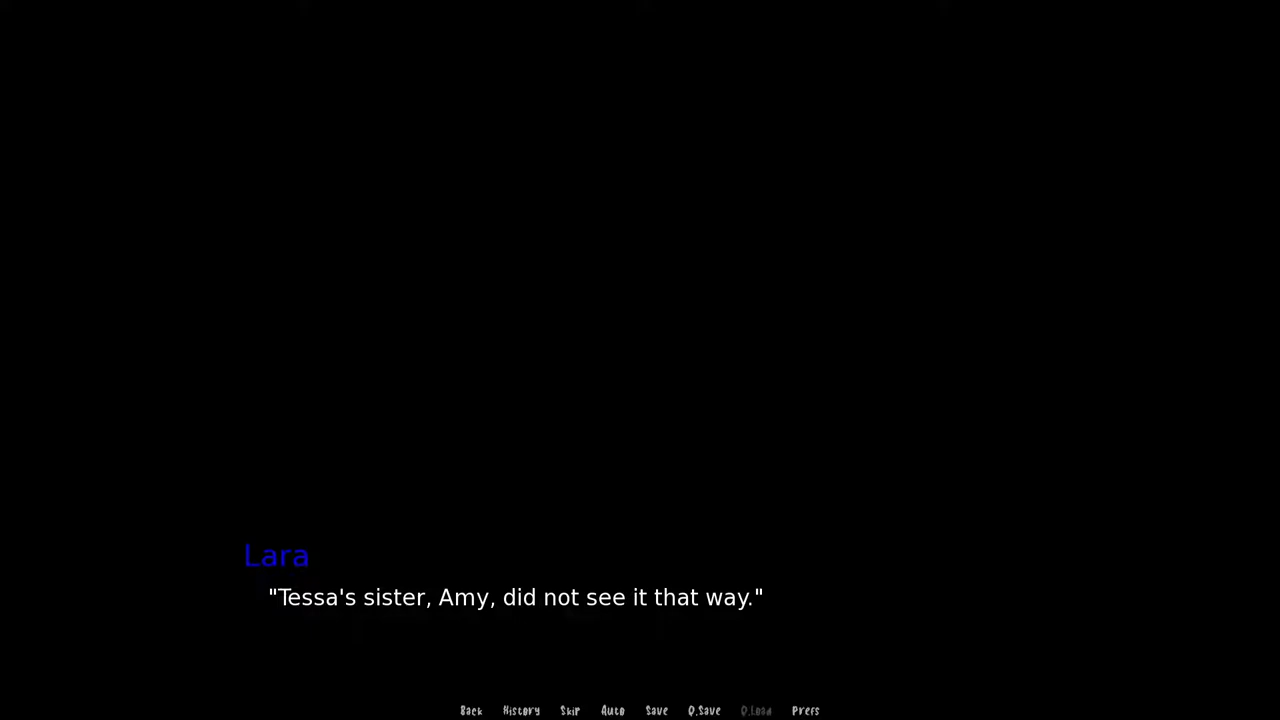 Lara
"Tessa's sister, Amy, did not see it that way."
Back History Skip Auto Save Q.Save Q.Load Prefs